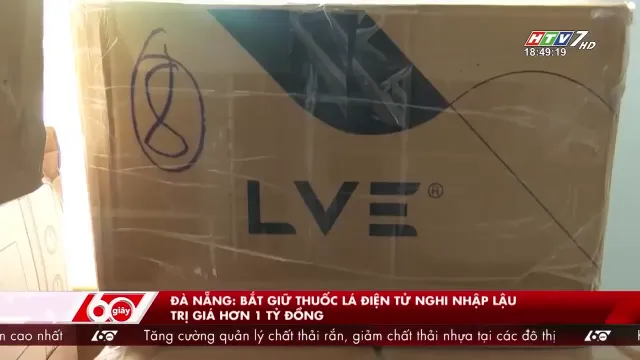 HTV7 HD
18:49:19
8
LVE®
60 giây
ĐÀ NẴNG: BẮT GIỮ THUỐC LÁ ĐIỆN TỬ NGHI NHẬP LẬU
TRỊ GIÁ HƠN 1 TỶ ĐỒNG
n cao nhất 60 Tăng cường quản lý chất thải rắn, giảm chất thải nhựa tại các đô thị 60